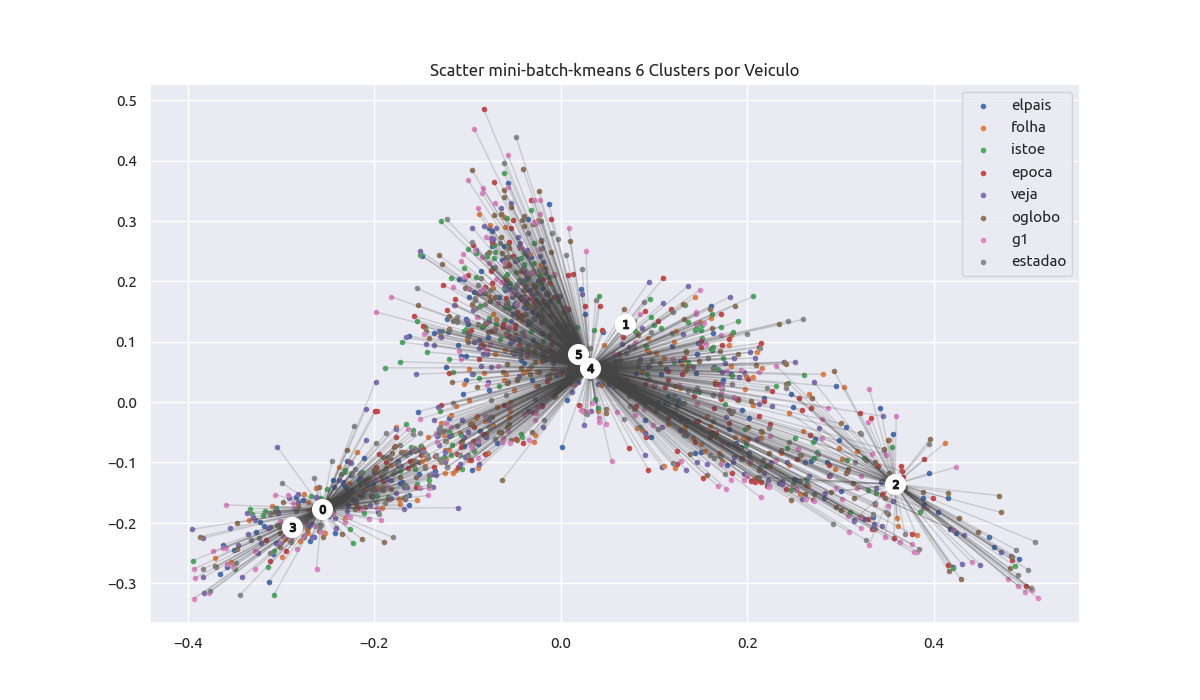 Scatter mini-batch-kmeans 6 Clusters por Veiculo
elpais
folha
istoe
epoca
veja
oglobo
g1
estadao
0.5
0.4
0.3
0.2
0.1
0.0
−0.1
−0.2
−0.3
1
5
4
2
0
3
−0.4
−0.2
0.0
0.2
0.4